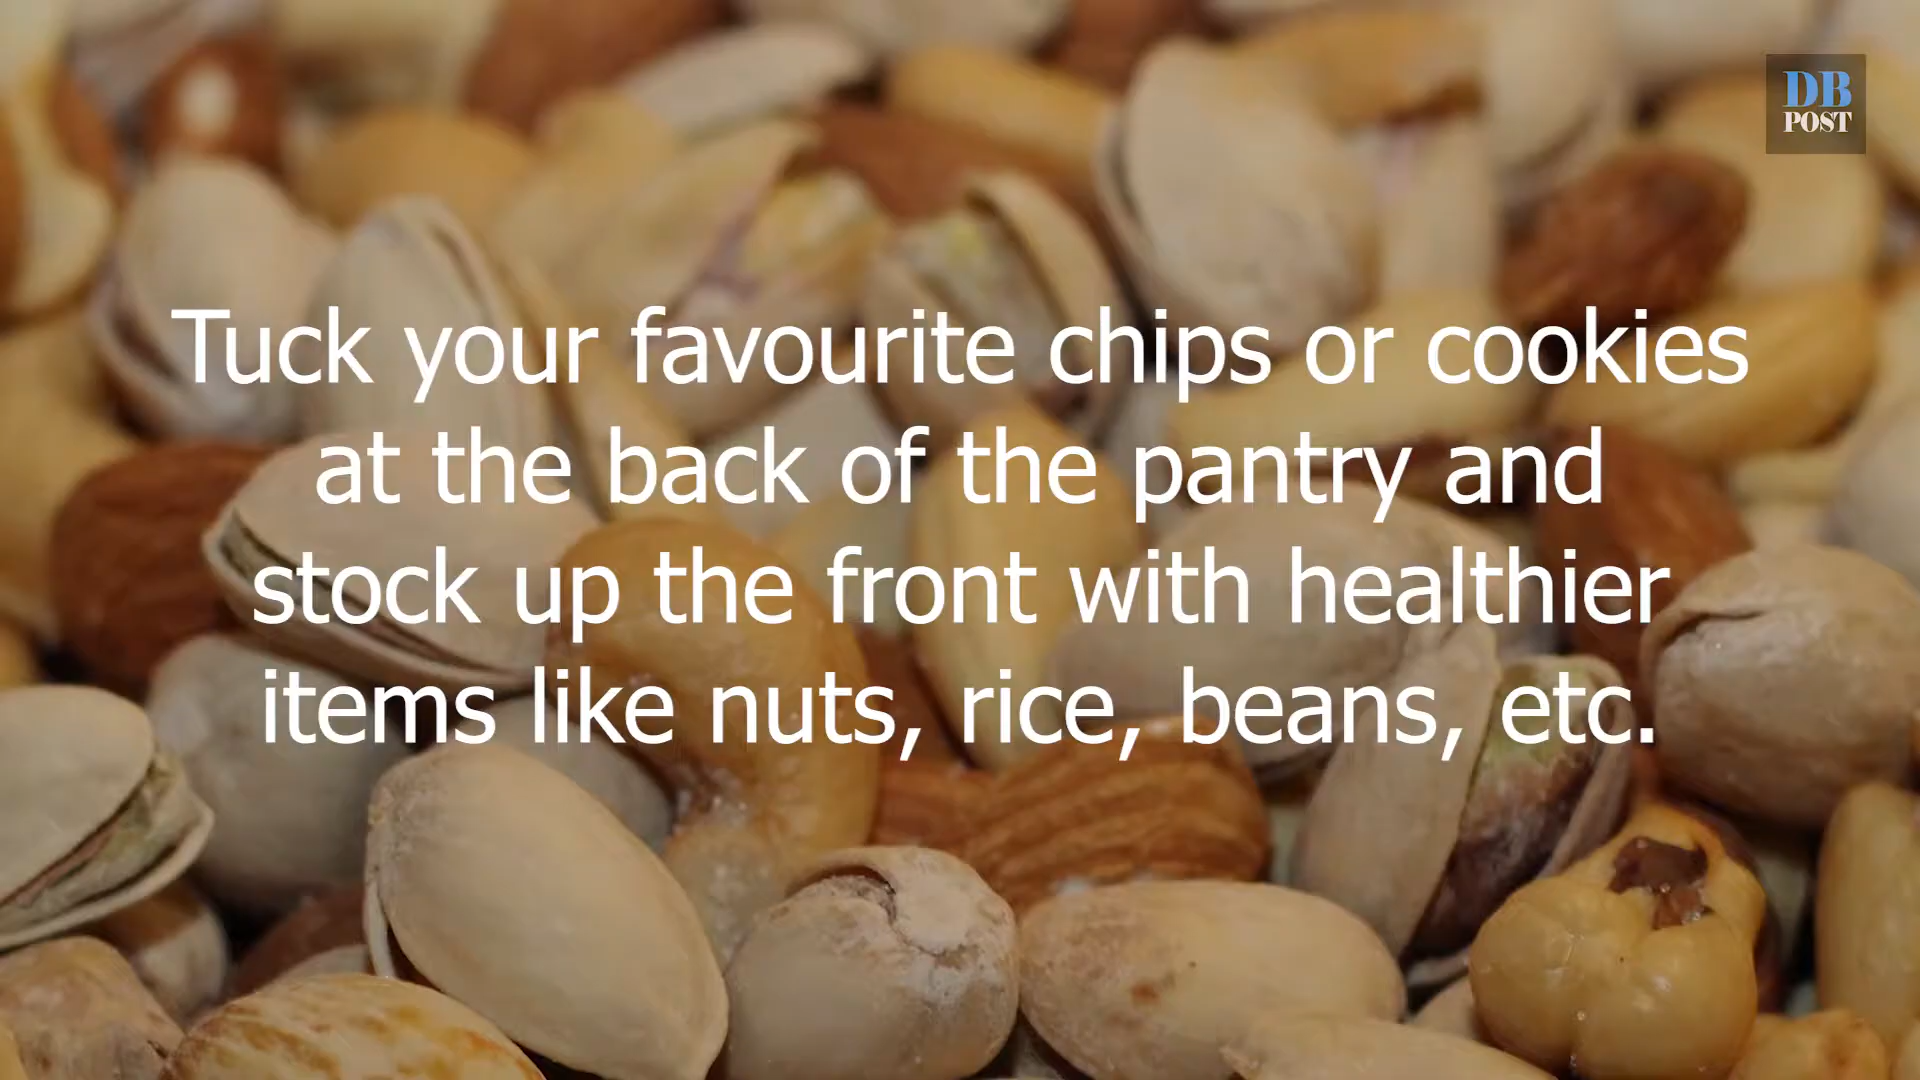 DB
POST
Tuck your favourite chips or cookies
at the back of the pantry and
stock up the front with healthier
items like nuts, rice, beans, etc.